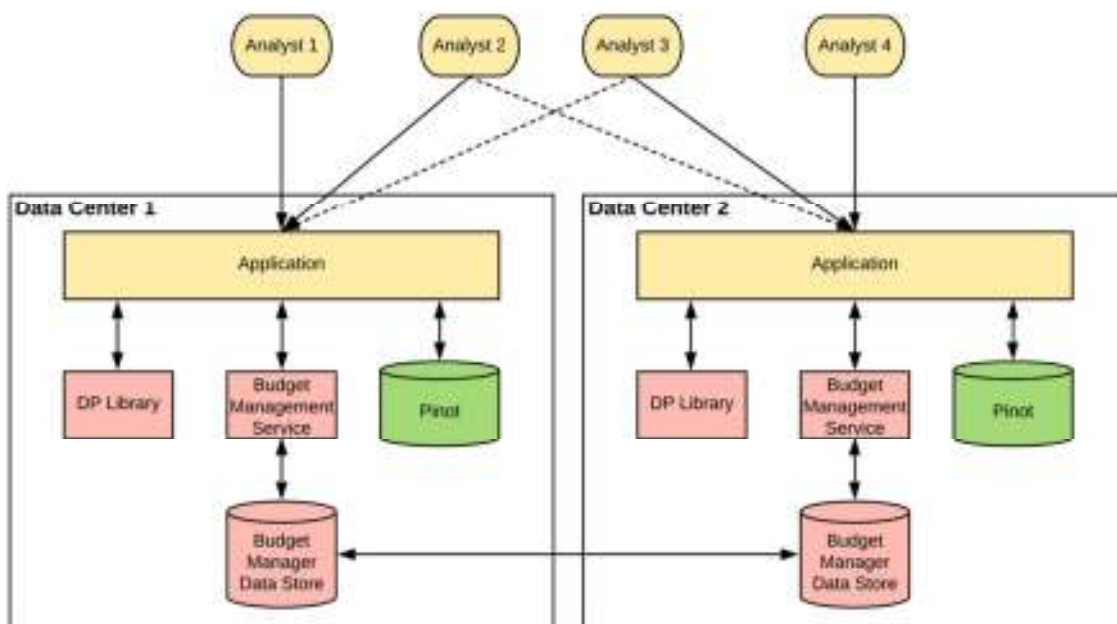 Analyst 1
Analyst 2
Analyst 3
Analyst 4
Data Center 1
Application
DP Library
Budget
Management
Service
Pinot
Budget
Manager
Data Store
Data Center 2
Application
DP Library
Budget
Management
Service
Pinot
Budget
Manager
Data Store